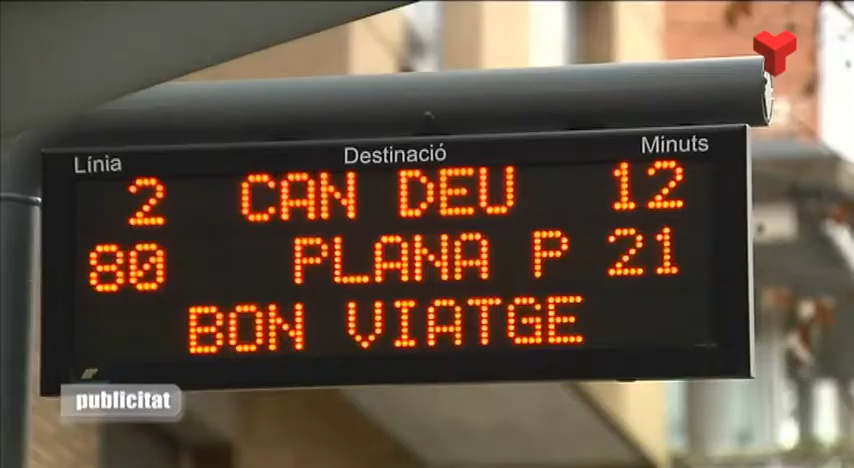 Línia Destinació Minuts
2 CAN DEU 12
80 PLANA P 21
BON VIATGE
publicitat